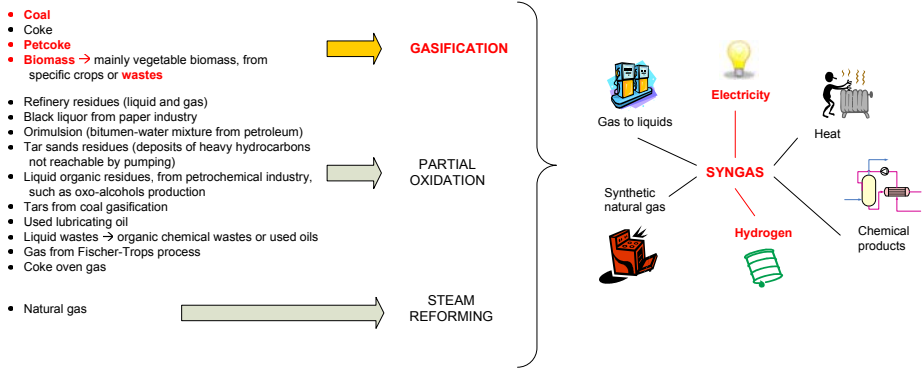 • Coal
• Coke
• Petcoke
• Biomass → mainly vegetable biomass, from
specific crops or wastes
• Refinery residues (liquid and gas)
• Black liquor from paper industry
• Orimulsion (bitumen-water mixture from petroleum)
• Tar sands residues (deposits of heavy hydrocarbons
not reachable by pumping)
• Liquid organic residues, from petrochemical industry,
such as oxo-alcohols production
• Tars from coal gasification
• Used lubricating oil
• Liquid wastes → organic chemical wastes or used oils
• Gas from Fischer-Trops process
• Coke oven gas
• Natural gas
GASIFICATION
PARTIAL
OXIDATION
STEAM
REFORMING
Electricity
Gas to liquids
Heat
SYNGAS
Synthetic
natural gas
Hydrogen
Chemical
products